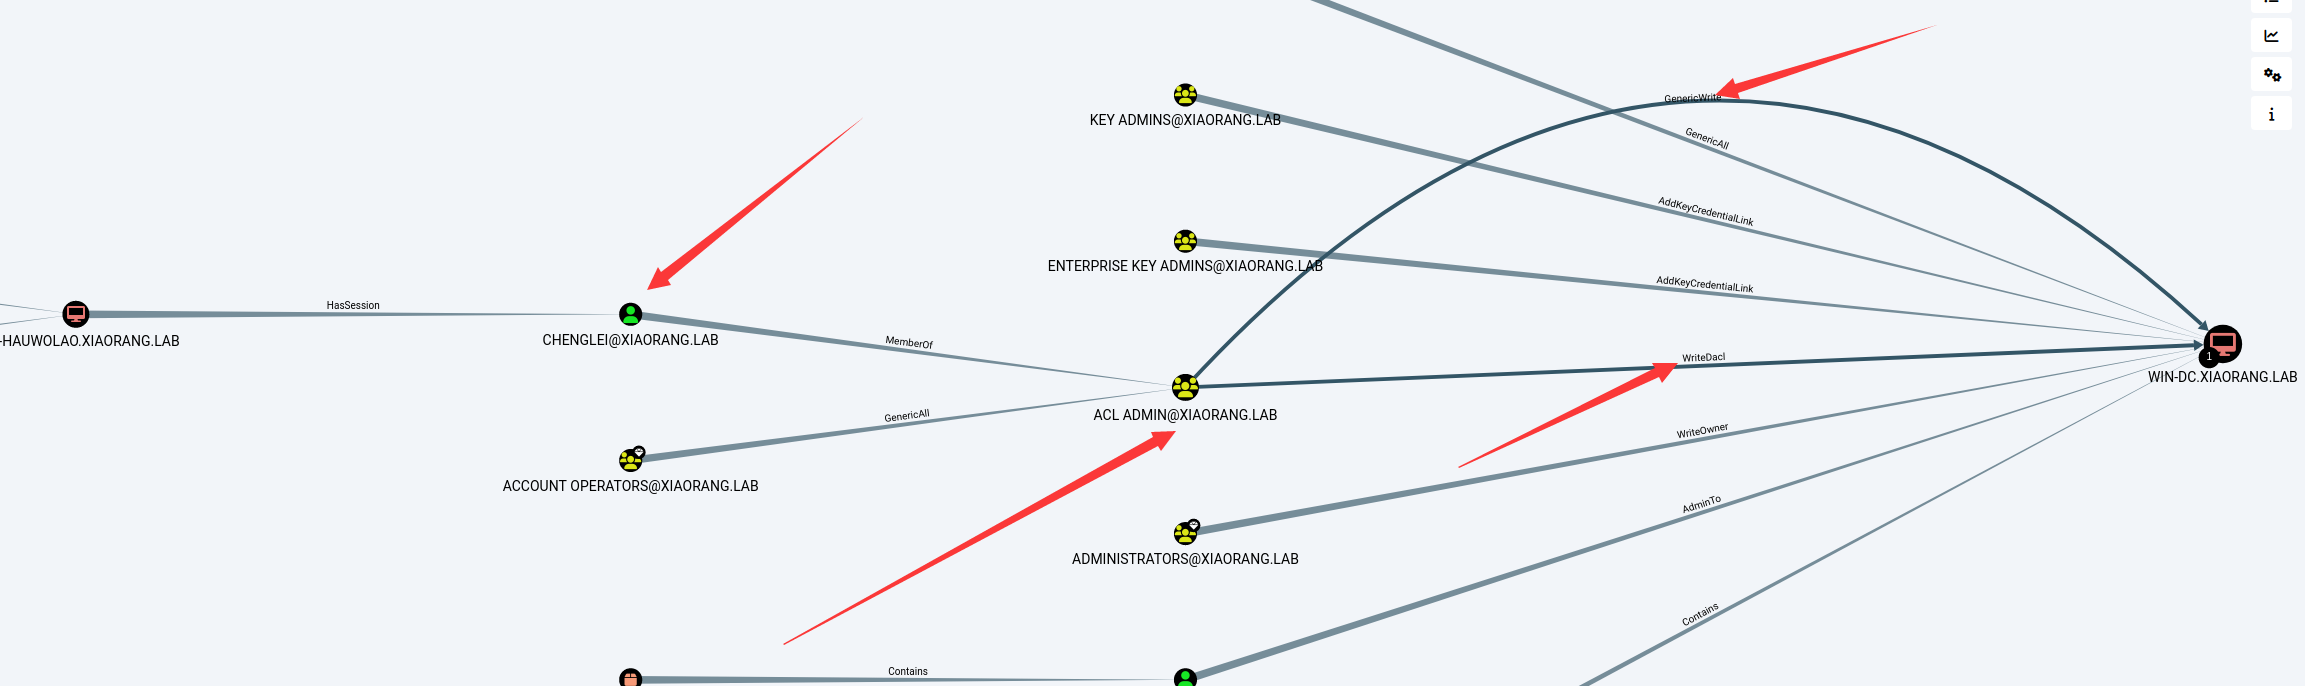 GenericWrite
KEY ADMINS@XIAORANG.LAB
GenericAll
AddKeyCredentialLink
ENTERPRISE KEY ADMINS@XIAORANG.LAB
AddKeyCredentialLink
HasSession
-HAUWOLAO.XIAORANG.LAB
CHENGLEI@XIAORANG.LAB
MemberOf
WriteDacl
1
WIN-DC.XIAORANG.LAB
GenericAll
ACL ADMIN@XIAORANG.LAB
WriteOwner
ACCOUNT OPERATORS@XIAORANG.LAB
AdminTo
ADMINISTRATORS@XIAORANG.LAB
Contains
Contains